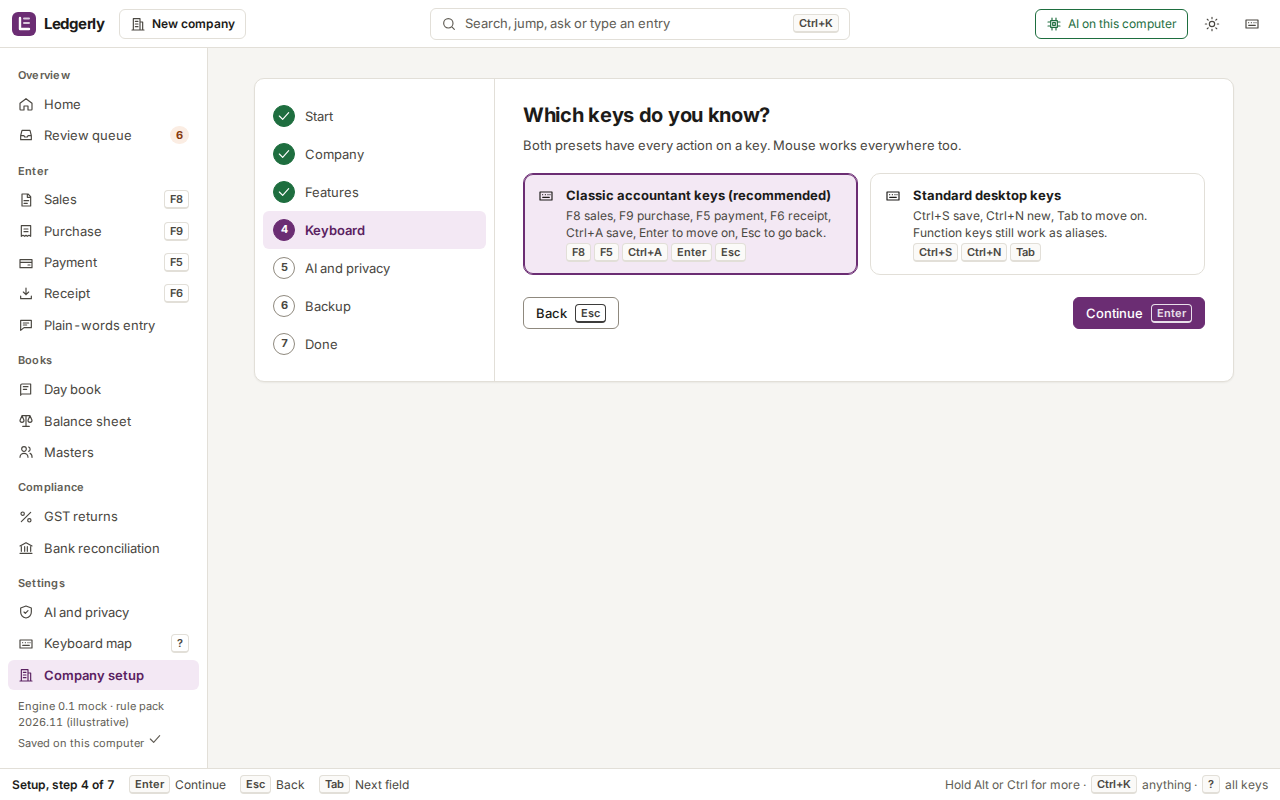 Ledgerly
New company
Search, jump, ask or type an entry
Ctrl+K
AI on this computer
Overview
Home
Review queue 6
Enter
Sales F8
Purchase F9
Payment F5
Receipt F6
Plain-words entry
Books
Day book
Balance sheet
Masters
Compliance
GST returns
Bank reconciliation
Settings
AI and privacy
Keyboard map ?
Company setup
Engine 0.1 mock · rule pack
2026.11 (illustrative)
Saved on this computer
Start
Company
Features
4 Keyboard
5 AI and privacy
6 Backup
7 Done
Which keys do you know?
Both presets have every action on a key. Mouse works everywhere too.
Classic accountant keys (recommended)
F8 sales, F9 purchase, F5 payment, F6 receipt,
Ctrl+A save, Enter to move on, Esc to go back.
F8 F5 Ctrl+A Enter Esc
Standard desktop keys
Ctrl+S save, Ctrl+N new, Tab to move on.
Function keys still work as aliases.
Ctrl+S Ctrl+N Tab
Back Esc
Continue Enter
Setup, step 4 of 7 Enter Continue Esc Back Tab Next field
Hold Alt or Ctrl for more · Ctrl+K anything · ? all keys